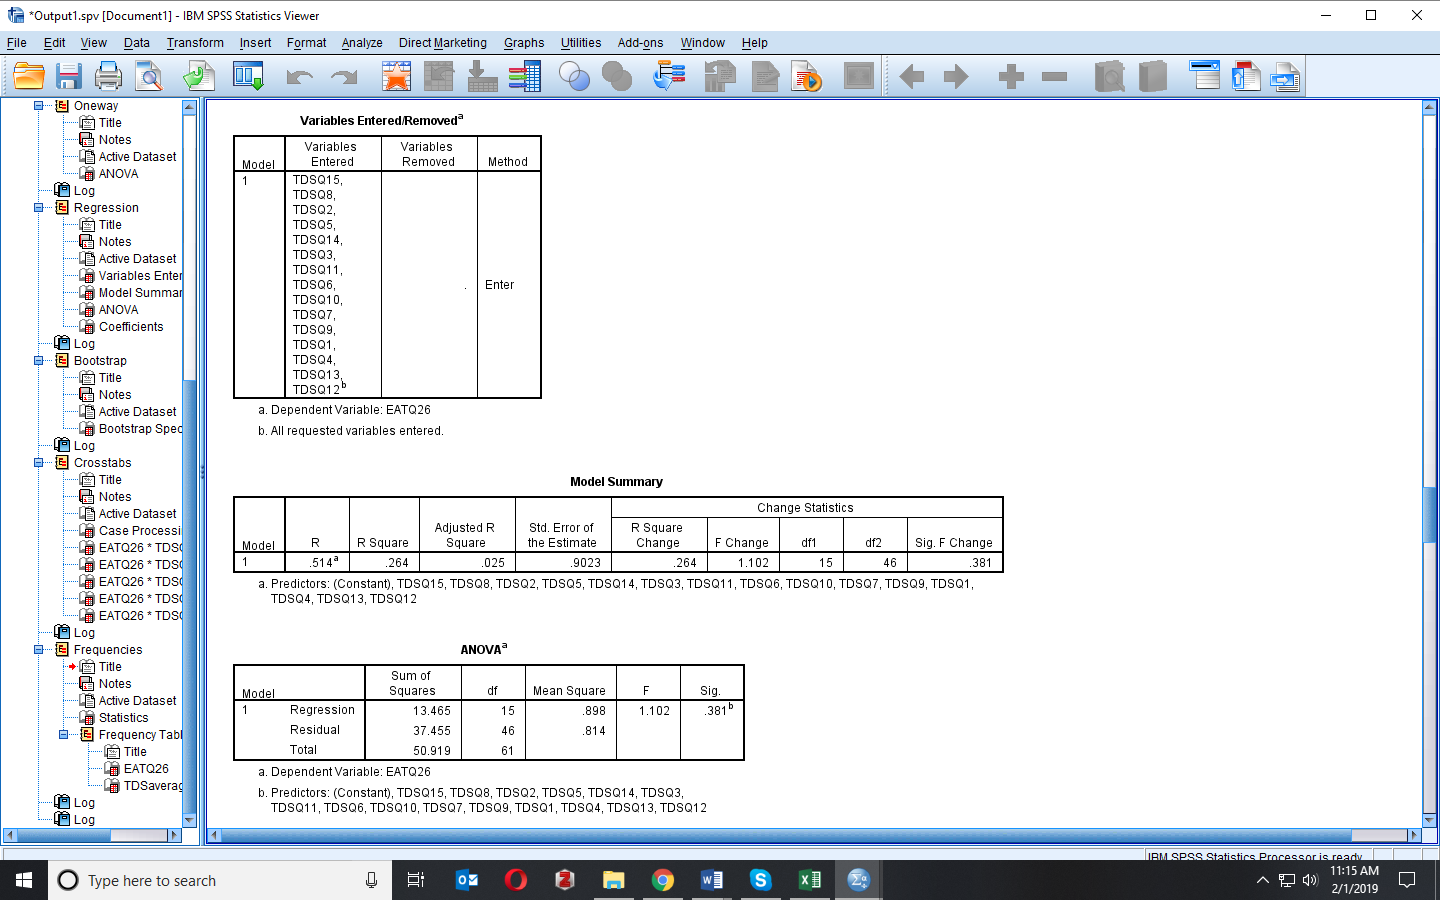 *Output1.spv [Document1] - IBM SPSS Statistics Viewer
File Edit View Data Transform Insert Format Analyze Direct Marketing Graphs Utilities Add-ons Window Help
Oneway
Title
Notes
Active Dataset
ANOVA
Log
Regression
Title
Notes
Active Dataset
Variables Enter
Model Summar
ANOVA
Coefficients
Log
Bootstrap
Title
Notes
Active Dataset
Bootstrap Spec
Log
Crosstabs
Title
Notes
Active Dataset
Case Processi
EATQ26 * TDSQ
EATQ26 * TDSQ
EATQ26 * TDSQ
EATQ26 * TDSQ
EATQ26 * TDSQ
Log
Frequencies
Title
Notes
Active Dataset
Statistics
Frequency Tabl
Title
EATQ26
TDSaverag
Log
Log
Variables Entered/Removedᵃ
Model Variables Entered Variables Removed Method
1 TDSQ15,
TDSQ8,
TDSQ2,
TDSQ5,
TDSQ14,
TDSQ3,
TDSQ11,
TDSQ6, . Enter
TDSQ10,
TDSQ7,
TDSQ9,
TDSQ1,
TDSQ4,
TDSQ13,
TDSQ12ᵇ
a. Dependent Variable: EATQ26
b. All requested variables entered.
Model Summary
Change Statistics
Model R R Square Adjusted R Square Std. Error of the Estimate R Square Change F Change df1 df2 Sig. F Change
1 .514ᵃ .264 .025 .9023 .264 1.102 15 46 .381
a. Predictors: (Constant), TDSQ15, TDSQ8, TDSQ2, TDSQ5, TDSQ14, TDSQ3, TDSQ11, TDSQ6, TDSQ10, TDSQ7, TDSQ9, TDSQ1,
TDSQ4, TDSQ13, TDSQ12
ANOVAᵃ
Model Sum of Squares df Mean Square F Sig.
1 Regression 13.465 15 .898 1.102 .381ᵇ
Residual 37.455 46 .814
Total 50.919 61
a. Dependent Variable: EATQ26
b. Predictors: (Constant), TDSQ15, TDSQ8, TDSQ2, TDSQ5, TDSQ14, TDSQ3,
TDSQ11, TDSQ6, TDSQ10, TDSQ7, TDSQ9, TDSQ1, TDSQ4, TDSQ13, TDSQ12
IBM SPSS Statistics Processor is ready
Type here to search
11:15 AM
2/1/2019